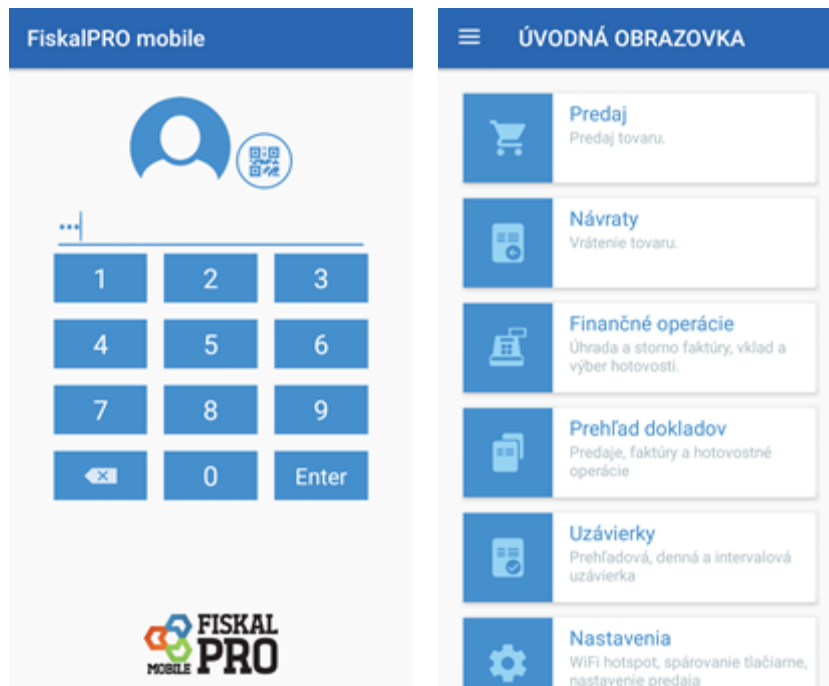 FiskalPRO mobile
•••
1 2 3
4 5 6
7 8 9
0 Enter
FISKAL
MOBILE PRO
ÚVODNÁ OBRAZOVKA
Predaj
Predaj tovaru.
Návraty
Vrátenie tovaru.
Finančné operácie
Úhrada a storno faktúry, vklad a
výber hotovosti.
Prehľad dokladov
Predaje, faktúry a hotovostné
operácie
Uzávierky
Prehľadová, denná a intervalová
uzávierka
Nastavenia
WiFi hotspot, spárovanie tlačiarne,
nastavenie predaja